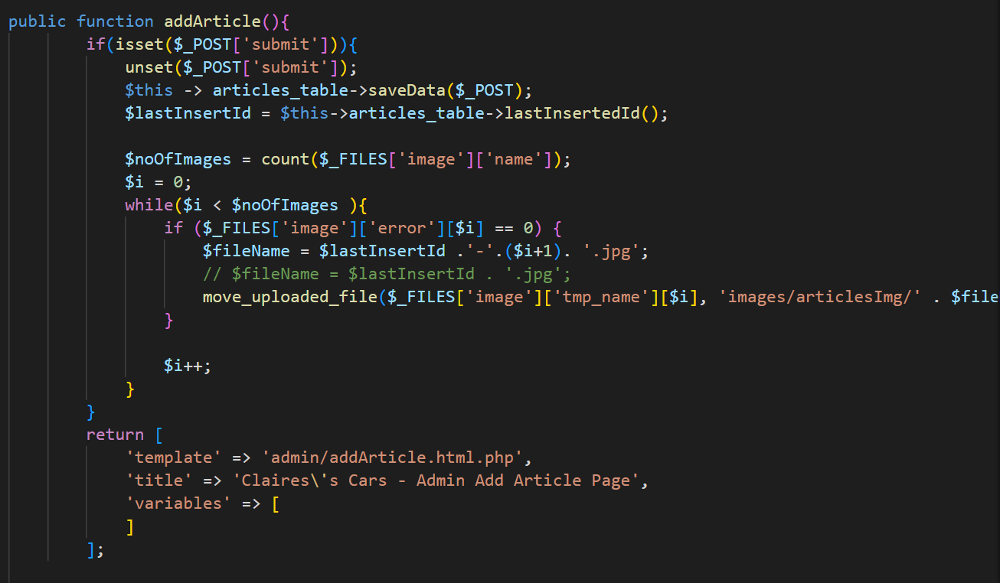 public function addArticle(){
if(isset($_POST['submit'])){
unset($_POST['submit']);
$this -> articles_table->saveData($_POST);
$lastInsertId = $this->articles_table->lastInsertedId();
$noOfImages = count($_FILES['image']['name']);
$i = 0;
while($i < $noOfImages ){
if ($_FILES['image']['error'][$i] == 0) {
$fileName = $lastInsertId .'-'.($i+1). '.jpg';
// $fileName = $lastInsertId . '.jpg';
move_uploaded_file($_FILES['image']['tmp_name'][$i], 'images/articlesImg/' . $file
}
$i++;
}
}
return [
'template' => 'admin/addArticle.html.php',
'title' => 'Claires\'s Cars - Admin Add Article Page',
'variables' => [
]
];